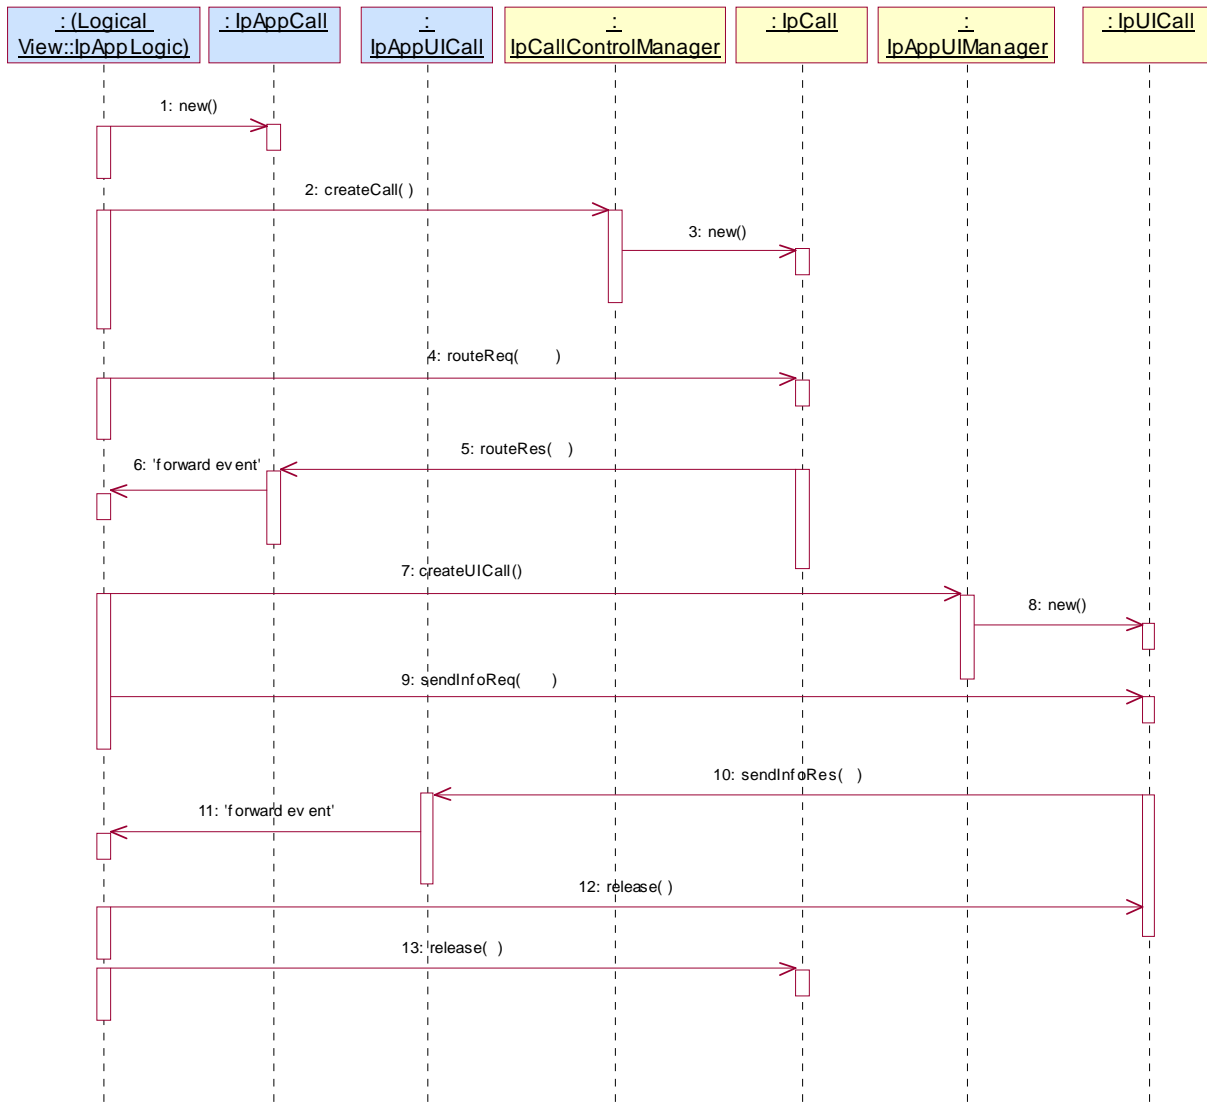 : (Logical
View::IpAppLogic)
: IpAppCall
:
IpAppUICall
:
IpCallControlManager
: IpCall
:
IpAppUIManager
: IpUICall
1: new()
2: createCall( )
3: new()
4: routeReq( )
5: routeRes( )
6: 'forward event'
7: createUICall()
8: new()
9: sendInfoReq( )
10: sendInfoRes( )
11: 'forward event'
12: release( )
13: release( )